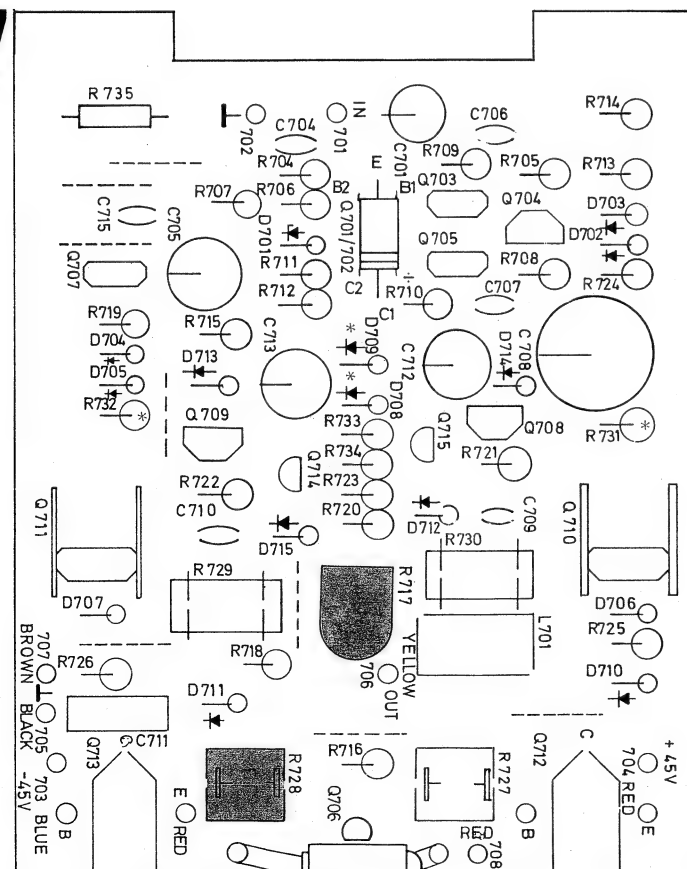 7
R 735
702
C704
701
IN
C701
C706
R714
R704
E
R709
R705
R713
R707
R706
B2
B1
Q703
Q704
D703
C715
C705
D701
Q701/702
Q705
D702
Q707
R711
R708
R724
R712
C2
÷
R710
C707
C1
R719
R715
C713
*
D709
C712
D714
C708
D704
D713
*
D705
D708
R732
*
Q709
R733
Q715
Q708
R731
*
R734
R721
Q714
R722
R723
Q711
C710
R720
D712
C709
Q710
D715
R730
R729
R717
D707
D706
L701
R725
707
BROWN
R726
R718
706
YELLOW
OUT
D710
BLACK
D711
705
Q713
C
C711
R716
Q712
C
704
+45V
-45V
703
BLUE
B
E
RED
R728
Q706
R727
RED
708
B
RED
E